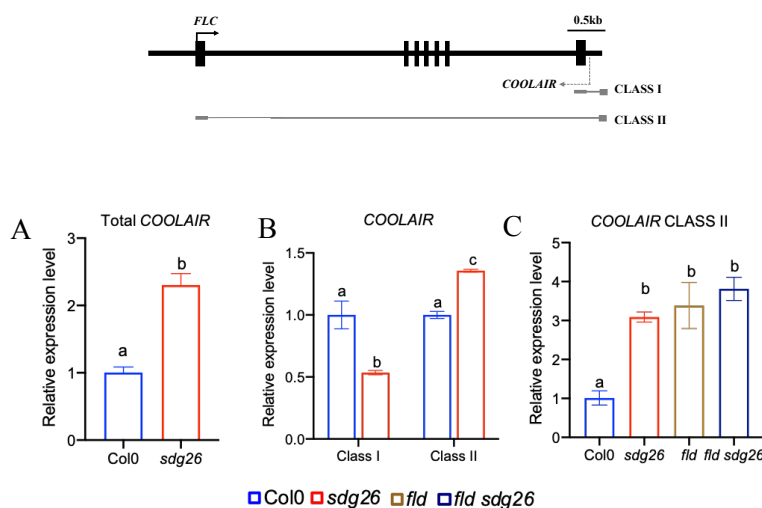 FLC
0.5kb
COOLAIR
CLASS I
CLASS II
A
Total COOLAIR
Relative expression level
3
2
1
0
a
b
Col0
sdg26
B
COOLAIR
Relative expression level
1.5
1.0
0.5
0.0
a
b
a
c
Class I
Class II
C
COOLAIR CLASS II
Relative expression level
5
4
3
2
1
0
a
b
b
b
Col0
sdg26
fld
fld sdg26
Col0 sdg26 fld fld sdg26